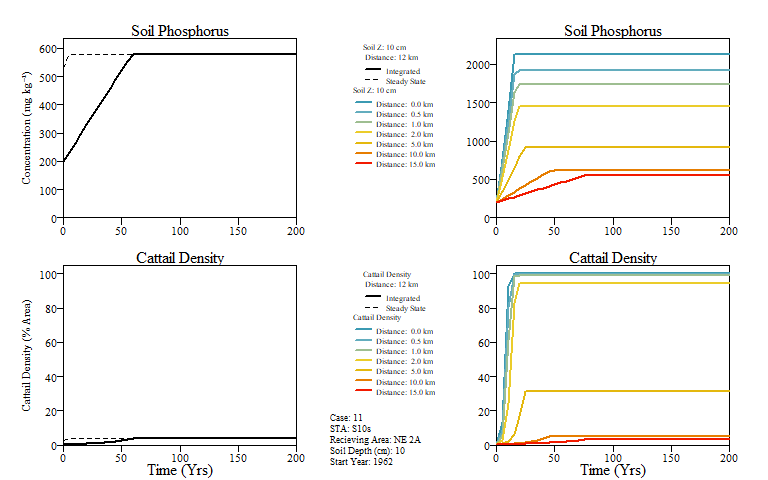 Soil Phosphorus
600
500
400
300
200
100
0
Concentration (mg kg⁻¹)
0 50 100 150 200
Soil Z: 10 cm
Distance: 12 km
Integrated
Steady State
Soil Z: 10 cm
Distance: 0.0 km
Distance: 0.5 km
Distance: 1.0 km
Distance: 2.0 km
Distance: 5.0 km
Distance: 10.0 km
Distance: 15.0 km
Soil Phosphorus
2000
1500
1000
500
0
0 50 100 150 200
Cattail Density
100
80
60
40
20
0
Cattail Density (% Area)
0 50 100 150 200
Time (Yrs)
Cattail Density
Distance: 12 km
Integrated
Steady State
Cattail Density
Distance: 0.0 km
Distance: 0.5 km
Distance: 1.0 km
Distance: 2.0 km
Distance: 5.0 km
Distance: 10.0 km
Distance: 15.0 km
Case: 11
STA: S10s
Recieving Area: NE 2A
Soil Depth (cm): 10
Start Year: 1962
Cattail Density
100
80
60
40
20
0
0 50 100 150 200
Time (Yrs)